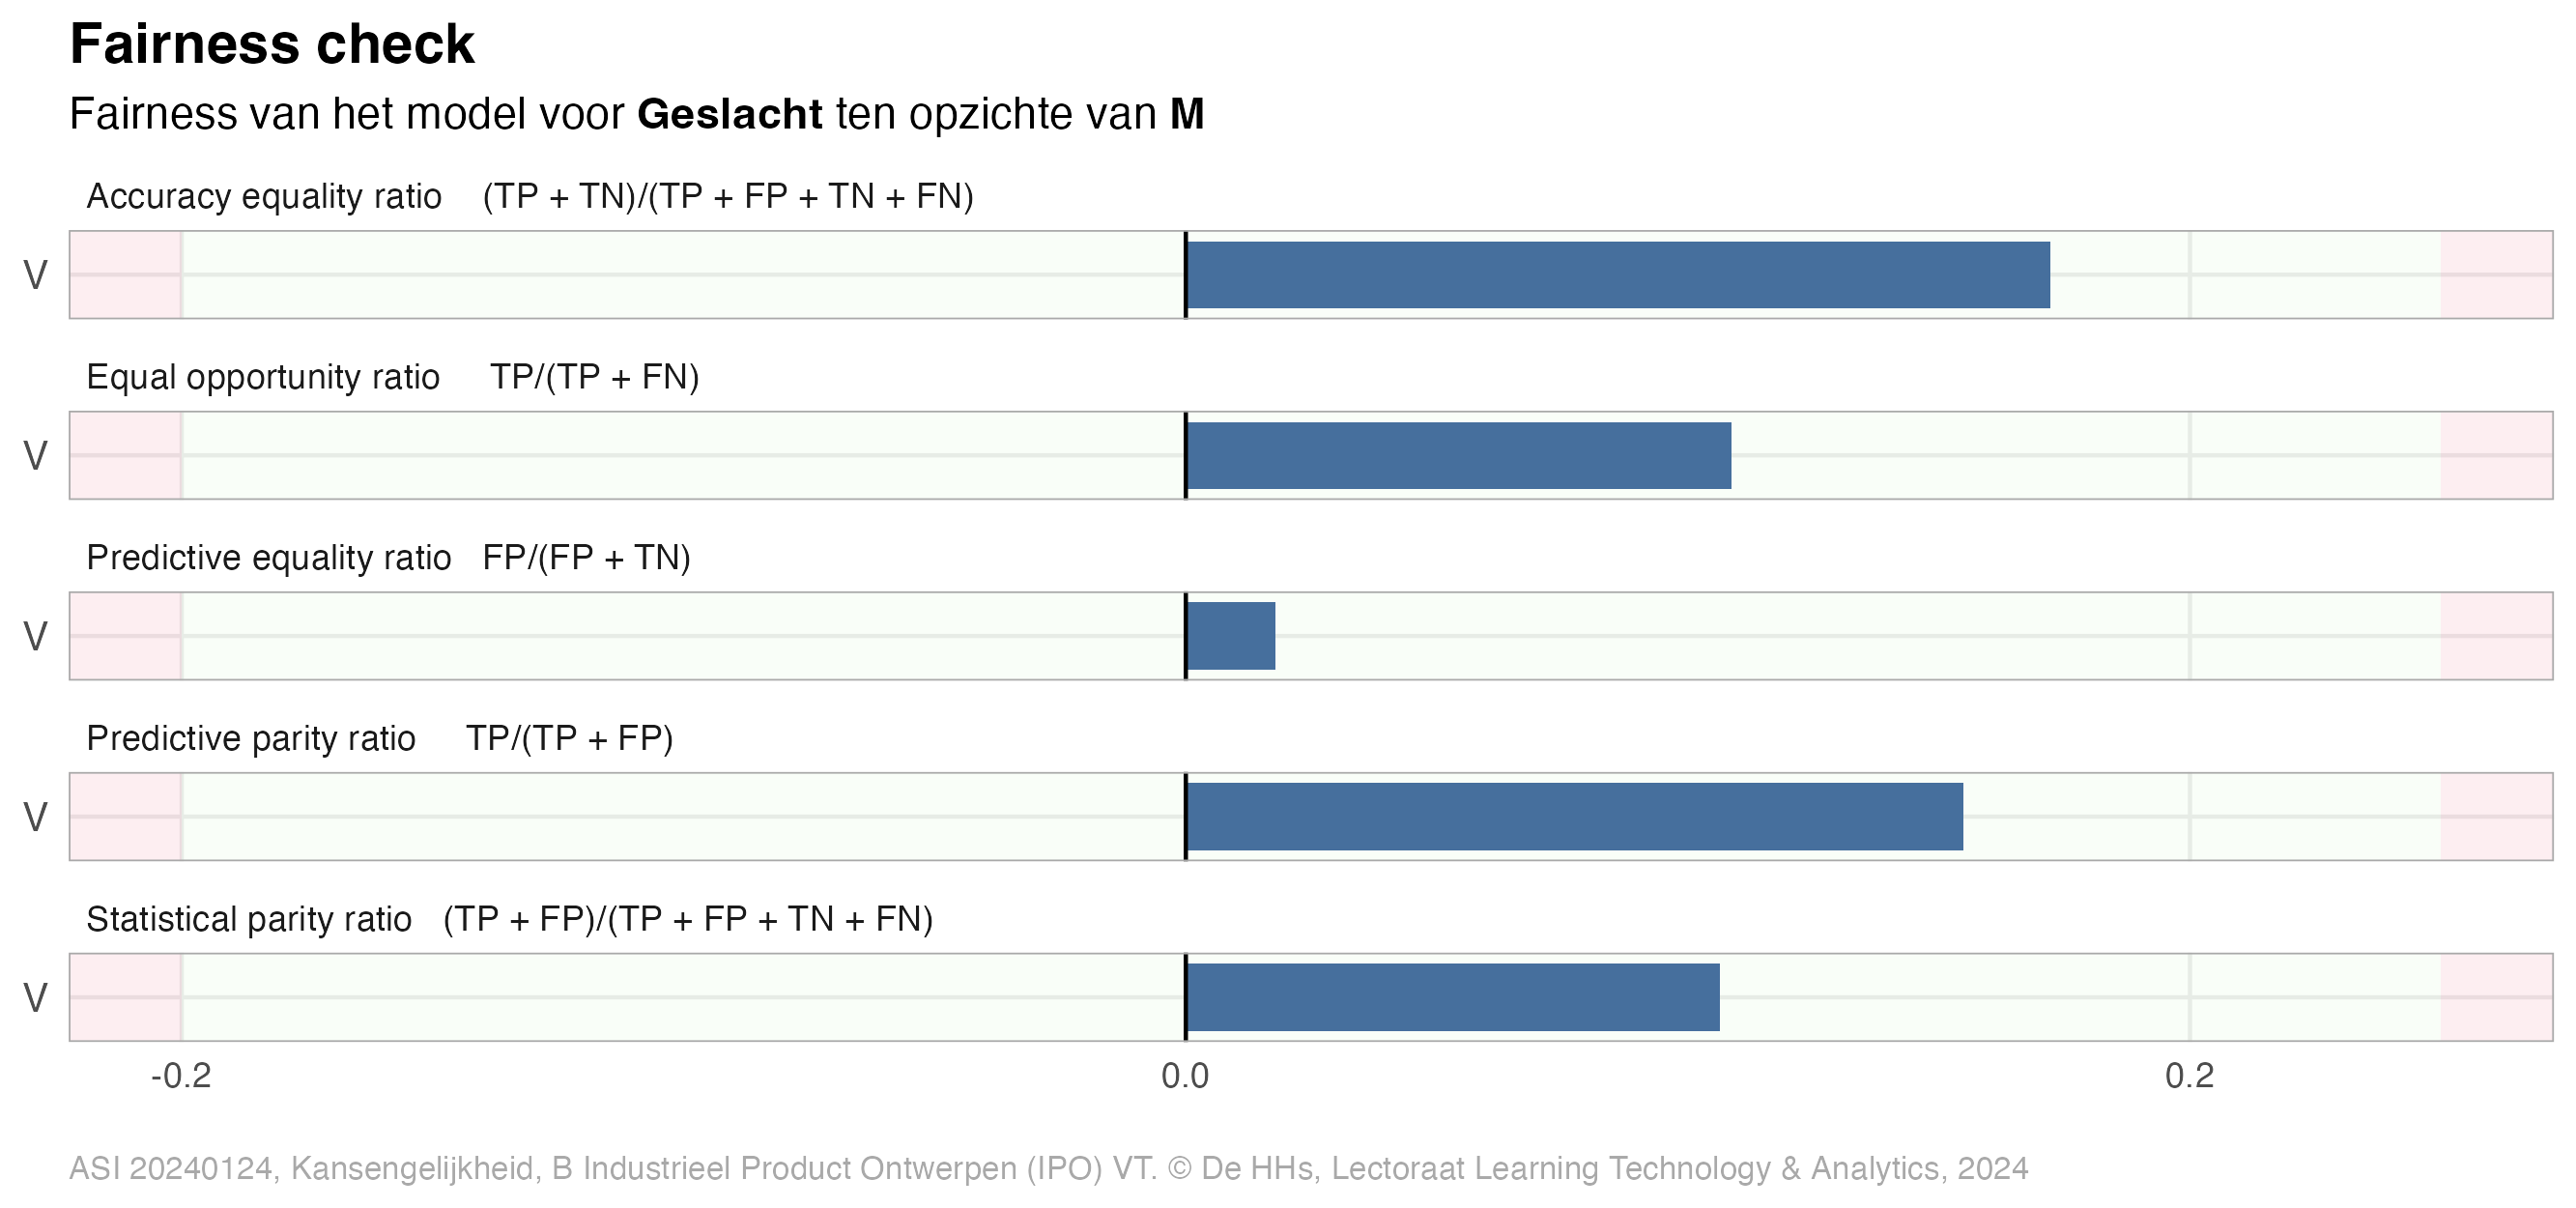 Fairness check
Fairness van het model voor Geslacht ten opzichte van M
Accuracy equality ratio (TP + TN)/(TP + FP + TN + FN)
V
Equal opportunity ratio TP/(TP + FN)
V
Predictive equality ratio FP/(FP + TN)
V
Predictive parity ratio TP/(TP + FP)
V
Statistical parity ratio (TP + FP)/(TP + FP + TN + FN)
V
-0.2 0.0 0.2
ASI 20240124, Kansengelijkheid, B Industrieel Product Ontwerpen (IPO) VT. © De HHs, Lectoraat Learning Technology & Analytics, 2024